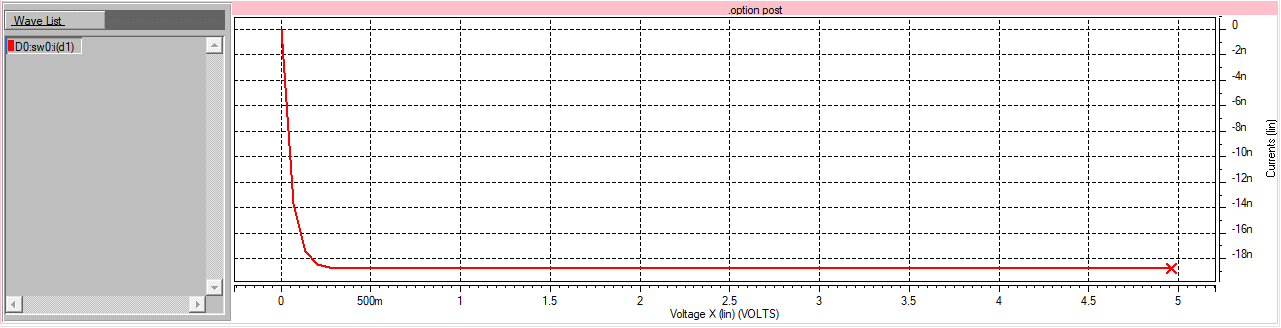 .option post
Wave List
D0:sw0:i(d1)
0
-2n
-4n
-6n
-8n
-10n
-12n
-14n
-16n
-18n
Currents (lin)
0 500m 1 1.5 2 2.5 3 3.5 4 4.5 5
Voltage X (lin) (VOLTS)